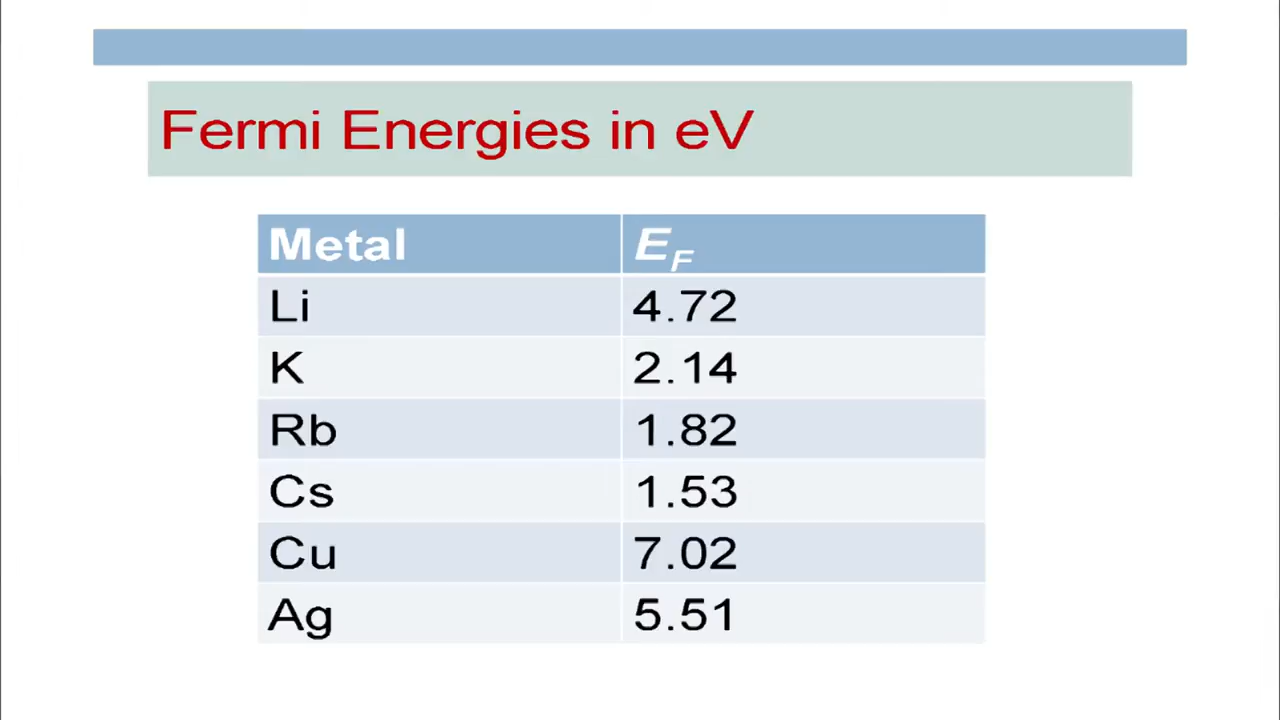 Fermi Energies in eV
Metal E_F
Li 4.72
K 2.14
Rb 1.82
Cs 1.53
Cu 7.02
Ag 5.51